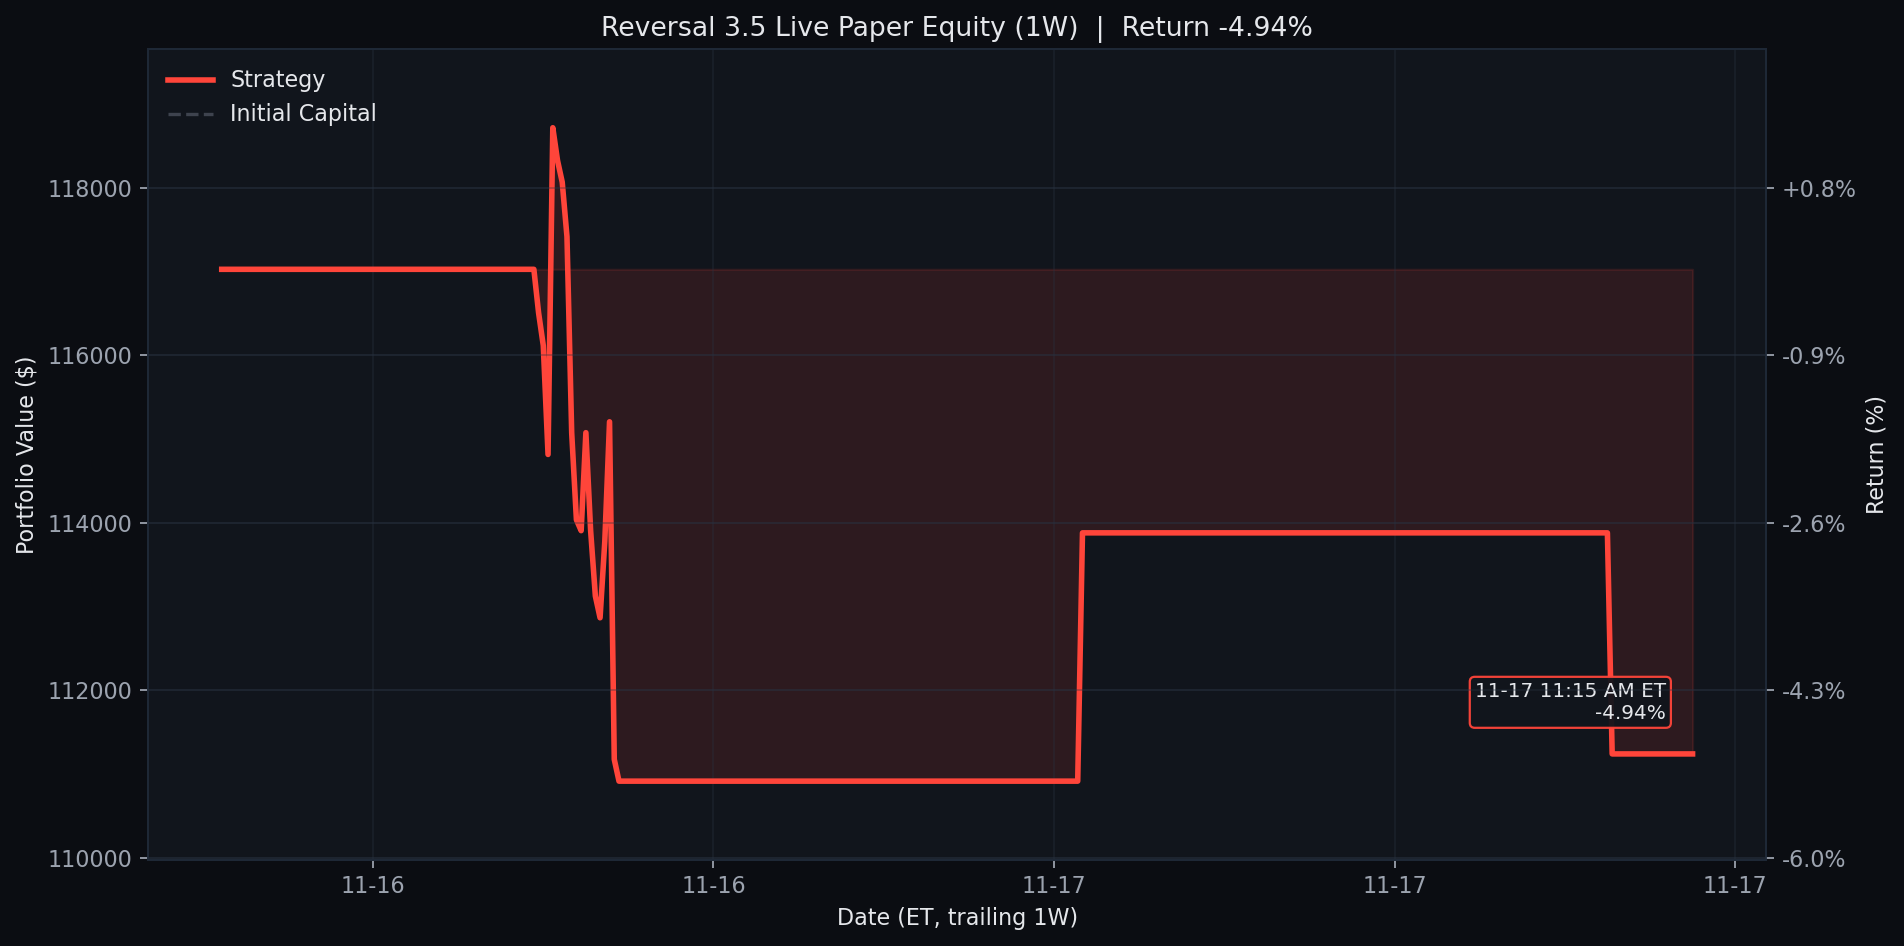 Reversal 3.5 Live Paper Equity (1W)  |  Return -4.94%
Strategy
Initial Capital
118000
116000
114000
112000
110000
Portfolio Value ($)
+0.8%
-0.9%
-2.6%
-4.3%
-6.0%
Return (%)
11-17 11:15 AM ET
-4.94%
11-16
11-16
11-17
11-17
11-17
Date (ET, trailing 1W)